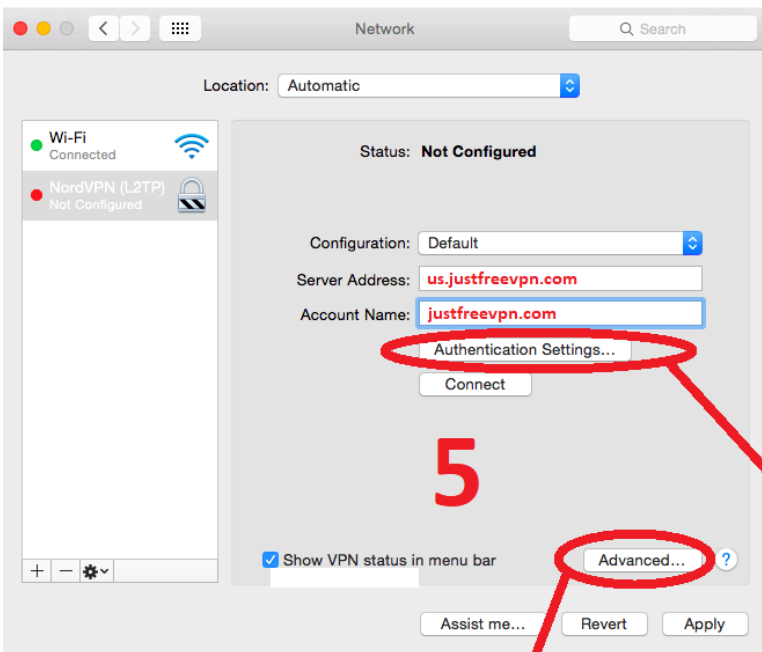 Network
Search
Location: Automatic
Wi-Fi
Connected
NordVPN (L2TP)
Not Configured
Status: Not Configured
Configuration: Default
Server Address: us.justfreevpn.com
Account Name: justfreevpn.com
Authentication Settings...
Connect
5
Show VPN status in menu bar
Advanced...
?
Assist me...
Revert
Apply